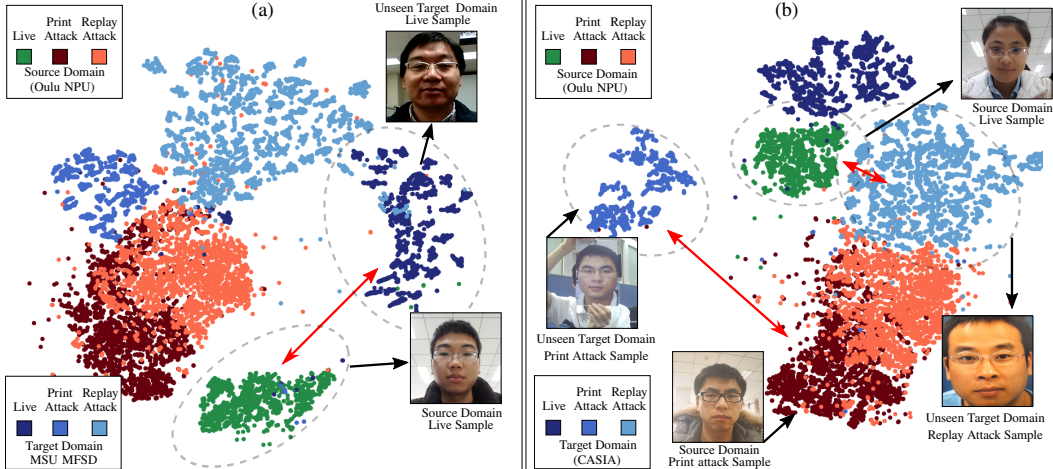 (a)
Live
Print
Attack
Replay
Attack
Source Domain
(Oulu NPU)
Unseen Target Domain
Live Sample
Source Domain
Live Sample
Live
Print
Attack
Replay
Attack
Target Domain
MSU MFSD
(b)
Live
Print
Attack
Replay
Attack
Source Domain
(Oulu NPU)
Source Domain
Live Sample
Unseen Target Domain
Print Attack Sample
Unseen Target Domain
Replay Attack Sample
Source Domain
Print attack Sample
Live
Print
Attack
Replay
Attack
Target Domain
(CASIA)